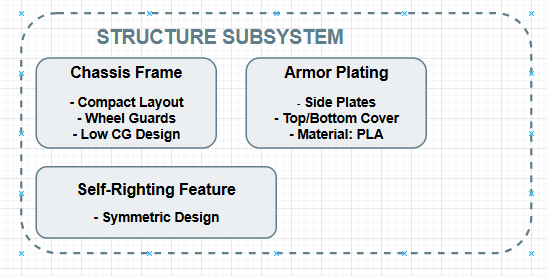 STRUCTURE SUBSYSTEM
Chassis Frame
- Compact Layout
- Wheel Guards
- Low CG Design
Armor Plating
- Side Plates
- Top/Bottom Cover
- Material: PLA
Self-Righting Feature
- Symmetric Design